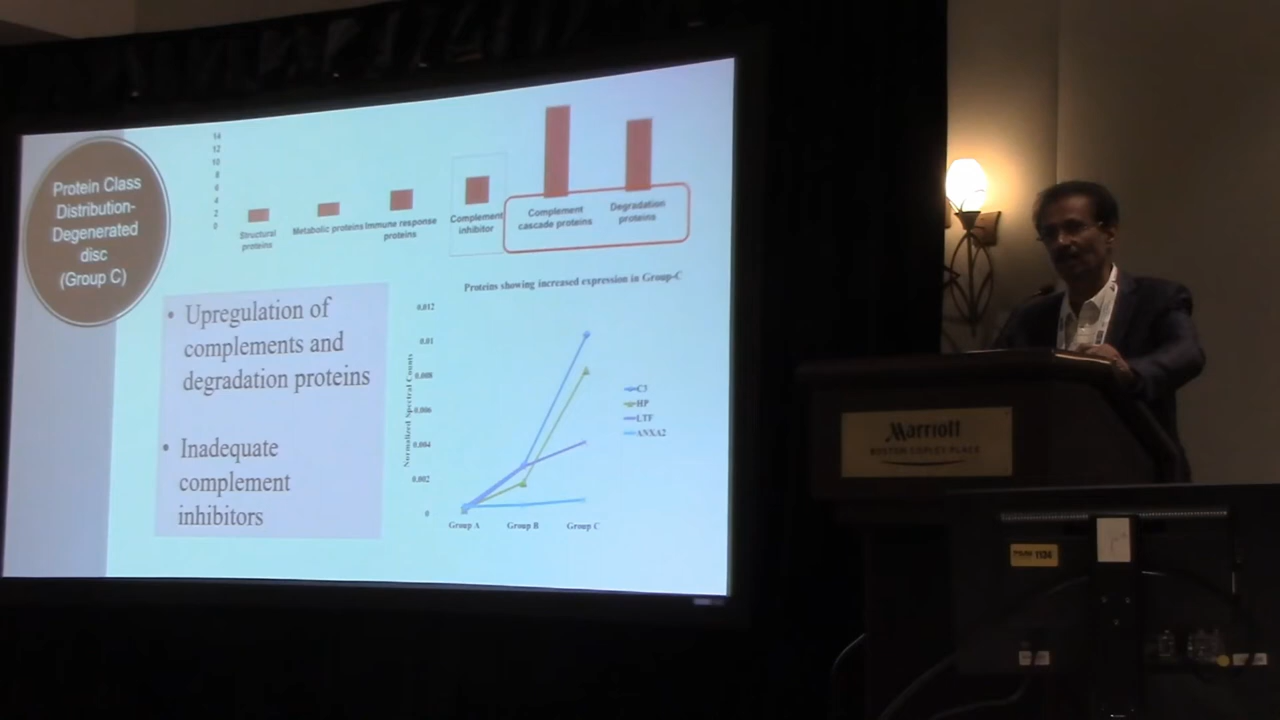 Protein Class
Distribution-
Degenerated
disc
(Group C)
14
12
10
8
6
4
2
0
Structural
proteins
Metabolic proteins
Immune response
proteins
Complement
inhibitor
Complement
cascade proteins
Degradation
proteins
• Upregulation of
complements and
degradation proteins
• Inadequate
complement
inhibitors
Proteins showing increased expression in Group-C
Normalized Spectral Counts
0.012
0.01
0.008
0.006
0.004
0.002
0
Group A
Group B
Group C
C3
HP
LTF
ANXA2
Marriott
BOSTON COPLEY PLACE